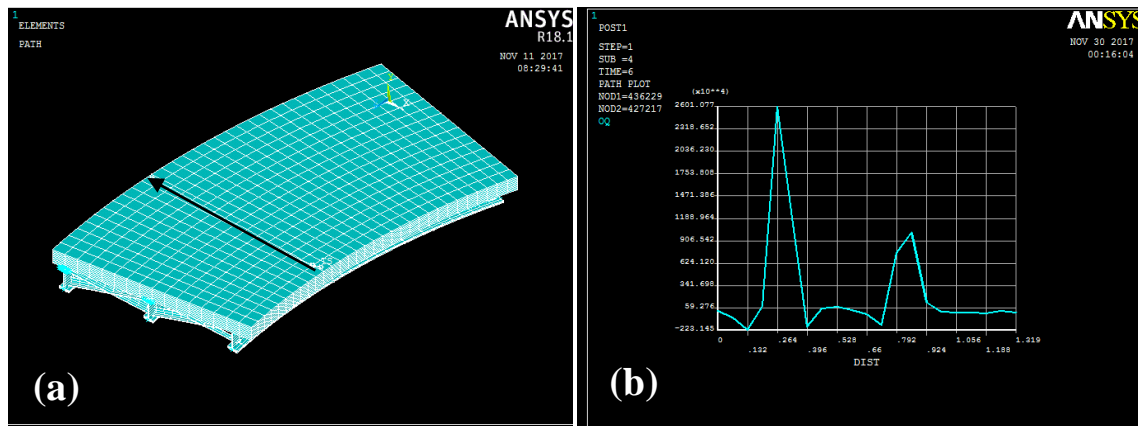 1
ELEMENTS
PATH
ANSYS
R18.1
NOV 11 2017
08:29:41
(a)
1
POST1
STEP=1
SUB =4
TIME=6
PATH PLOT
NOD1=436229
NOD2=427217
OQ
ANSYS
NOV 30 2017
00:16:04
(x10**4)
2601.077
2318.652
2036.230
1753.808
1471.386
1188.964
906.542
624.120
341.698
59.276
-223.145
0
.132
.264
.396
.528
.66
.792
.924
1.056
1.188
1.319
DIST
(b)